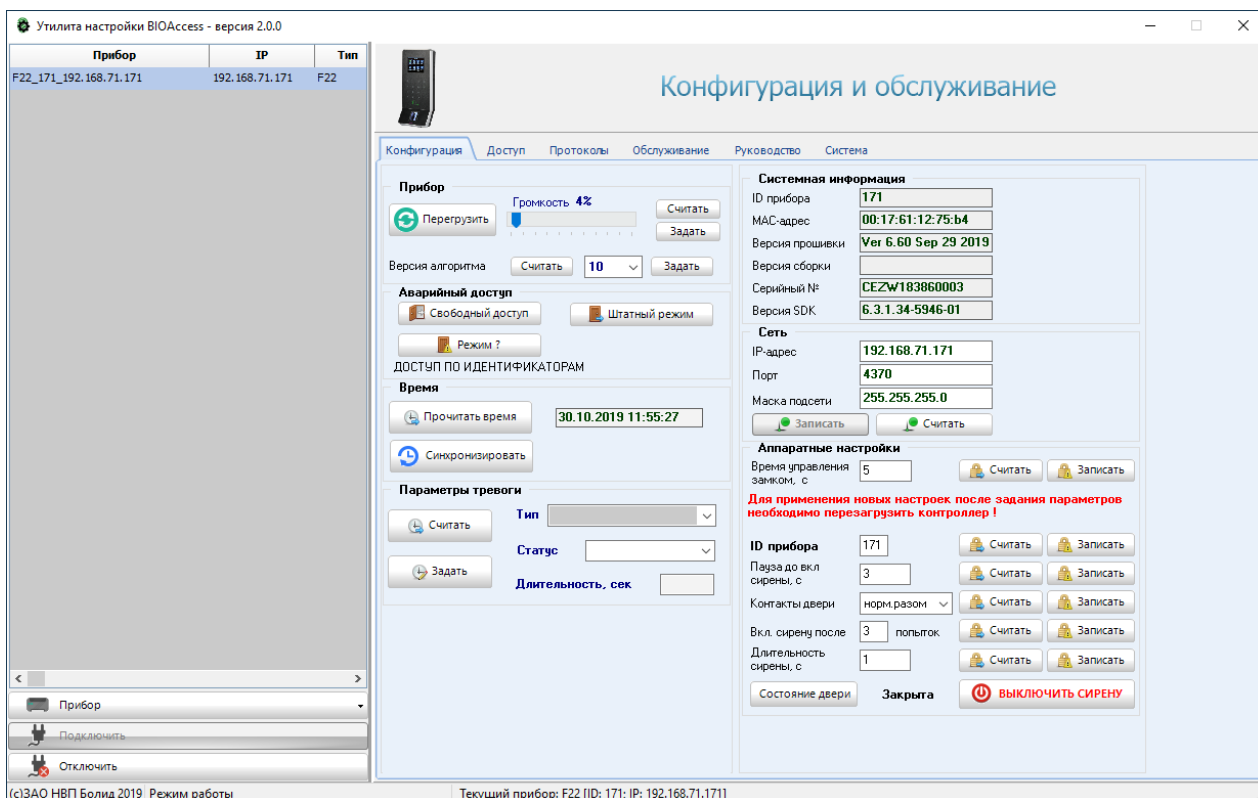 Утилита настройки BIOAccess - версия 2.0.0
Прибор IP Тип
F22_171_192.168.71.171 192.168.71.171 F22
Прибор
Подключить
Отключить
(c)ЗАО НВП Болид 2019 Режим работы Текущий прибор: F22 [ID: 171; IP: 192.168.71.171]
Конфигурация и обслуживание
Конфигурация Доступ Протоколы Обслуживание Руководство Система
Прибор
Перегрузить
Громкость 4%
Считать
Задать
Версия алгоритма Считать 10 Задать
Аварийный доступ
Свободный доступ Штатный режим
Режим ?
ДОСТУП ПО ИДЕНТИФИКАТОРАМ
Время
Прочитать время 30.10.2019 11:55:27
Синхронизировать
Параметры тревоги
Считать
Задать
Тип
Статус
Длительность, сек
Системная информация
ID прибора 171
MAC-адрес 00:17:61:12:75:b4
Версия прошивки Ver 6.60 Sep 29 2019
Версия сборки
Серийный № CEZW183860003
Версия SDK 6.3.1.34-5946-01
Сеть
IP-адрес 192.168.71.171
Порт 4370
Маска подсети 255.255.255.0
Записать Считать
Аппаратные настройки
Время управления
замком, с 5 Считать Записать
Для применения новых настроек после задания параметров
необходимо перезагрузить контроллер !
ID прибора 171 Считать Записать
Пауза до вкл
сирены, с 3 Считать Записать
Контакты двери норм.разом Считать Записать
Вкл. сирену после 3 попыток Считать Записать
Длительность
сирены, с 1 Считать Записать
Состояние двери Закрыта ВЫКЛЮЧИТЬ СИРЕНУ